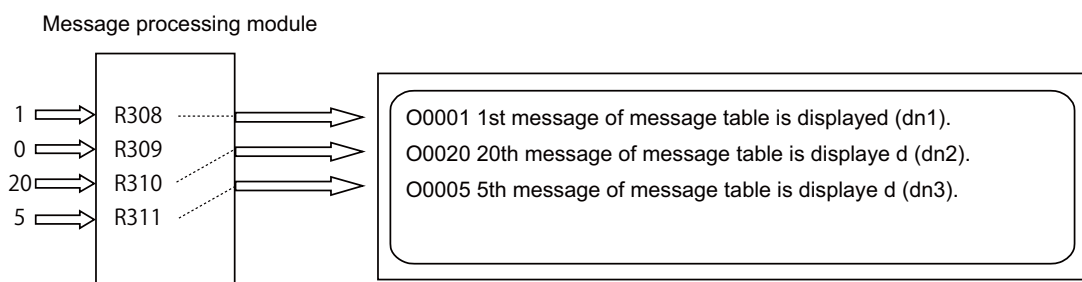 Message processing module
1 R308
0 R309
20 R310
5 R311
O0001 1st message of message table is displayed (dn1).
O0020 20th message of message table is displaye d (dn2).
O0005 5th message of message table is displaye d (dn3).